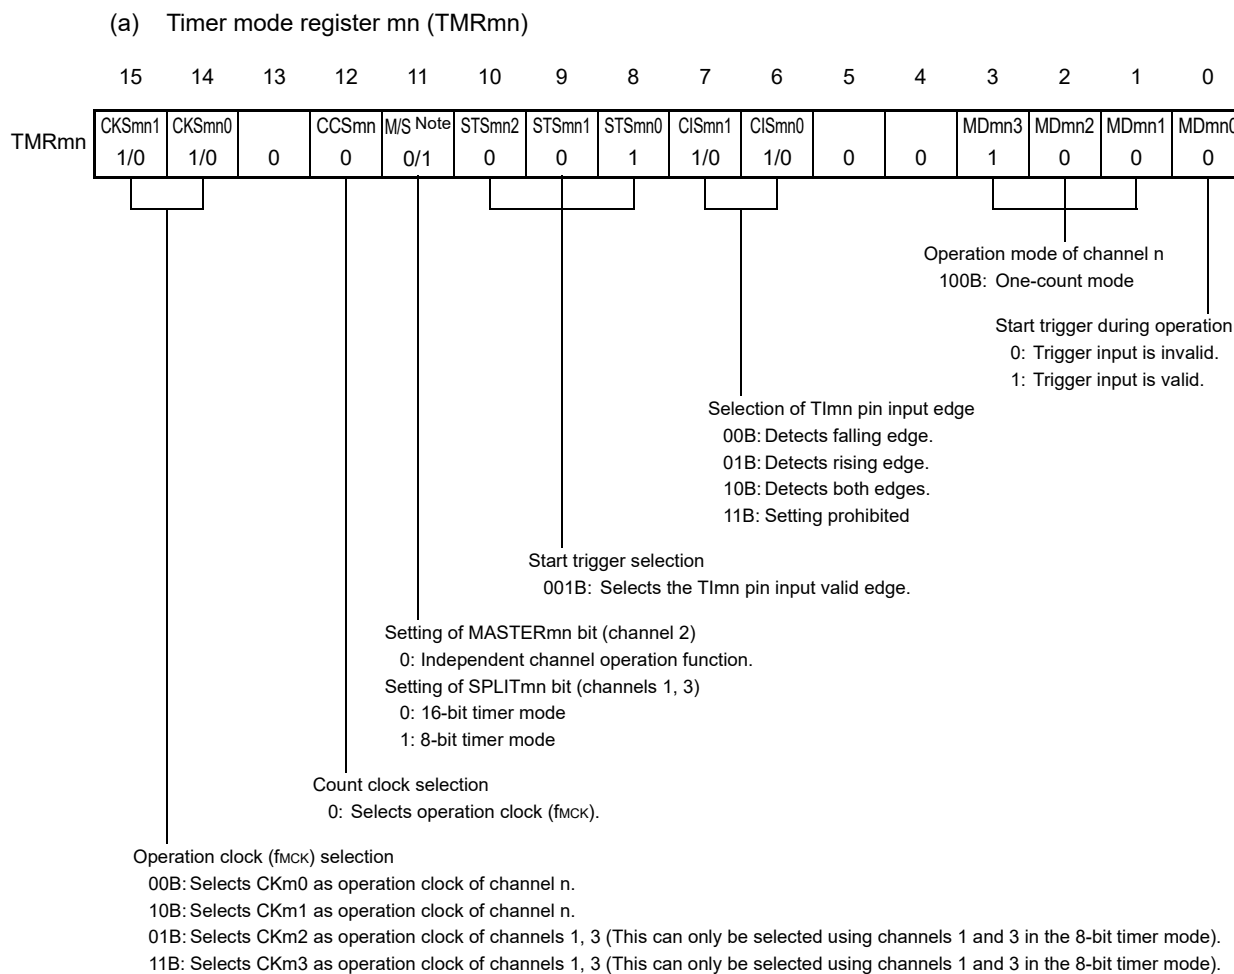 (a) Timer mode register mn (TMRmn)
15 14 13 12 11 10 9 8 7 6 5 4 3 2 1 0
TMRmn CKSmn1 CKSmn0 CCSmn M/S Note STSmn2 STSmn1 STSmn0 CISmn1 CISmn0 MDmn3 MDmn2 MDmn1 MDmn0
1/0 1/0 0 0 0/1 0 0 1 1/0 1/0 0 0 1 0 0 0
Operation mode of channel n
100B: One-count mode
Start trigger during operation
0: Trigger input is invalid.
1: Trigger input is valid.
Selection of TImn pin input edge
00B: Detects falling edge.
01B: Detects rising edge.
10B: Detects both edges.
11B: Setting prohibited
Start trigger selection
001B: Selects the TImn pin input valid edge.
Setting of MASTERmn bit (channel 2)
0: Independent channel operation function.
Setting of SPLITmn bit (channels 1, 3)
0: 16-bit timer mode
1: 8-bit timer mode
Count clock selection
0: Selects operation clock (fMCK).
Operation clock (fMCK) selection
00B: Selects CKm0 as operation clock of channel n.
10B: Selects CKm1 as operation clock of channel n.
01B: Selects CKm2 as operation clock of channels 1, 3 (This can only be selected using channels 1 and 3 in the 8-bit timer mode).
11B: Selects CKm3 as operation clock of channels 1, 3 (This can only be selected using channels 1 and 3 in the 8-bit timer mode).